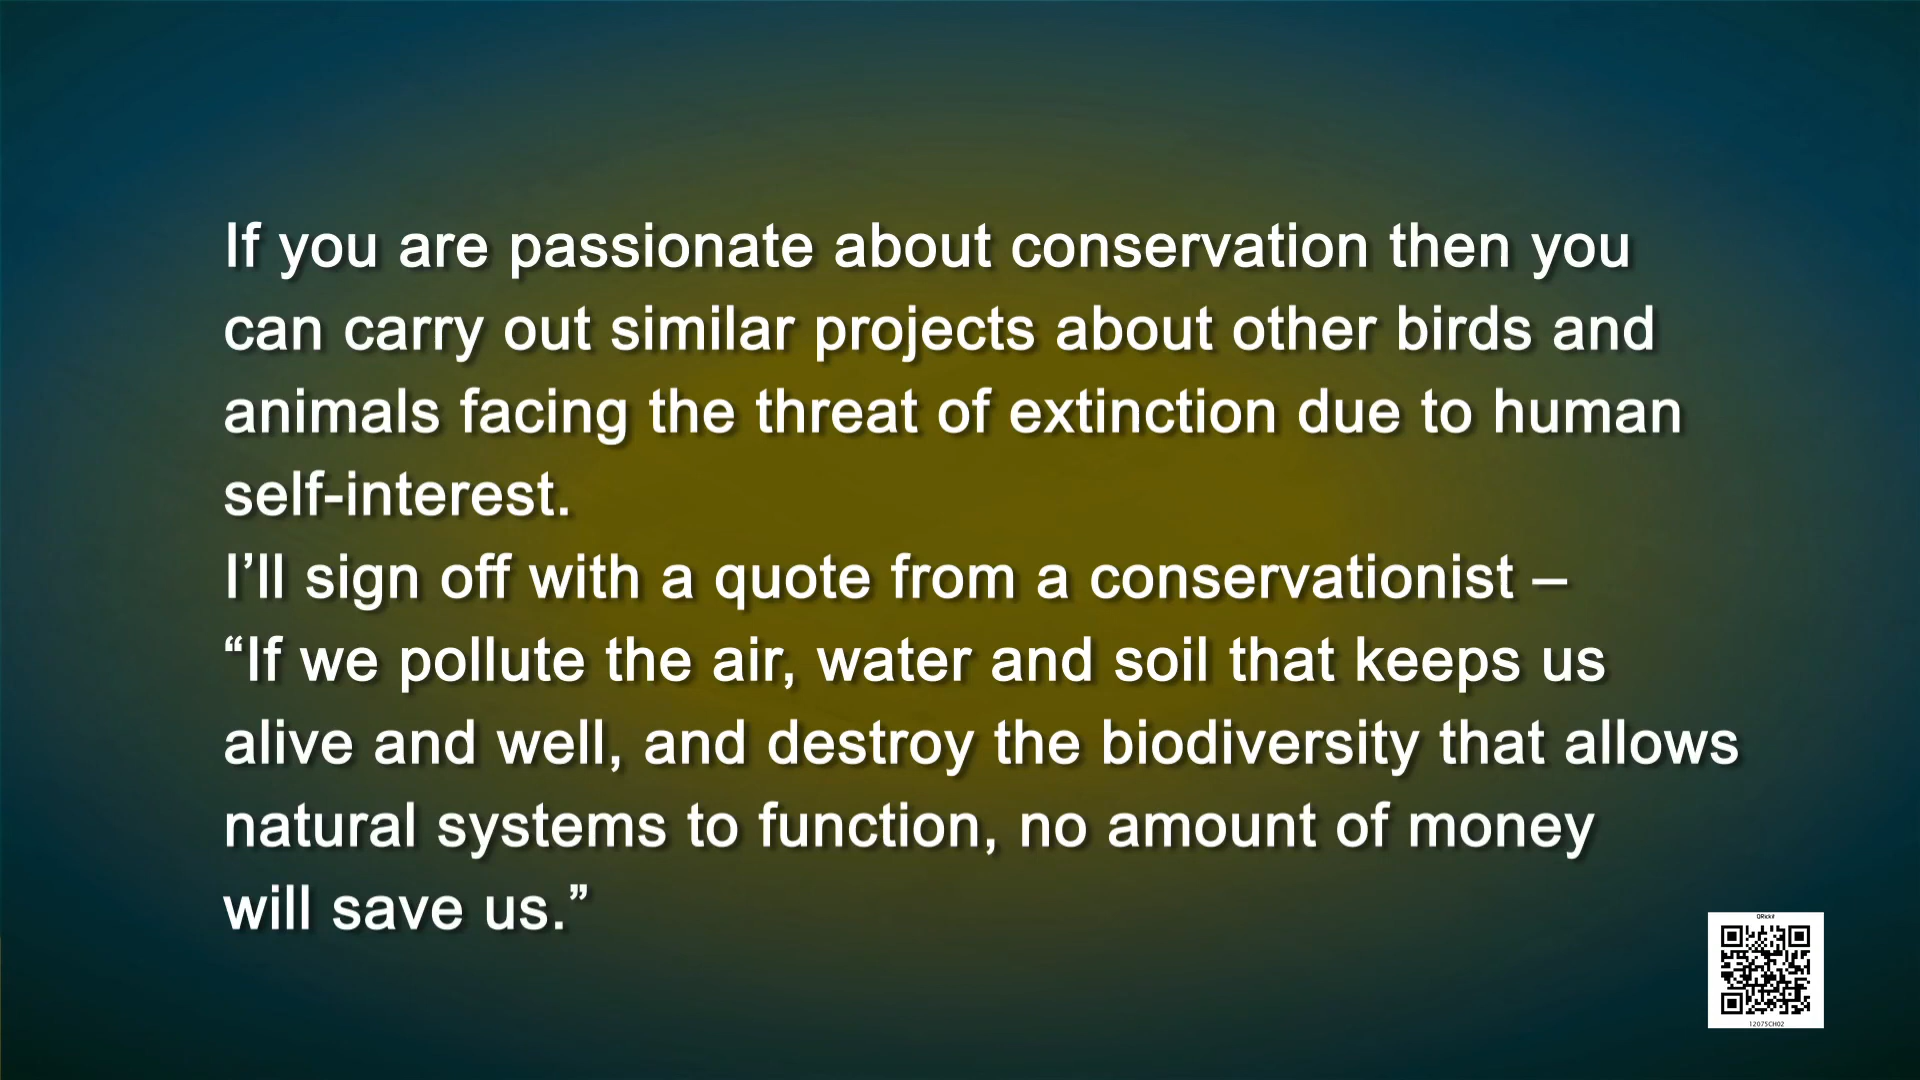 If you are passionate about conservation then you
can carry out similar projects about other birds and
animals facing the threat of extinction due to human
self-interest.
I’ll sign off with a quote from a conservationist –
“If we pollute the air, water and soil that keeps us
alive and well, and destroy the biodiversity that allows
natural systems to function, no amount of money
will save us.”
QRickit
12075CH02